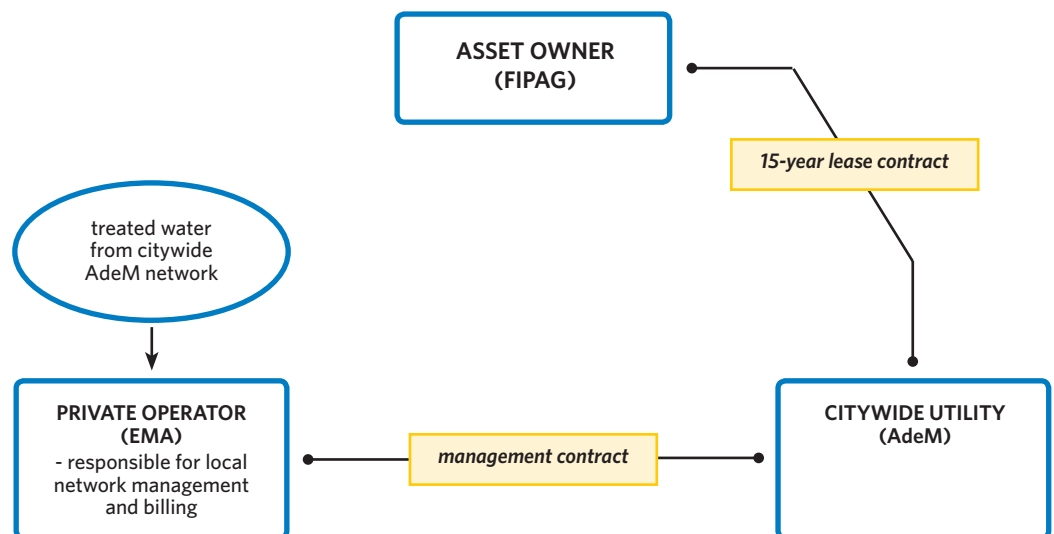 ASSET OWNER
(FIPAG)
15-year lease contract
treated water
from citywide
AdeM network
PRIVATE OPERATOR
(EMA)
- responsible for local
network management
and billing
management contract
CITYWIDE UTILITY
(AdeM)